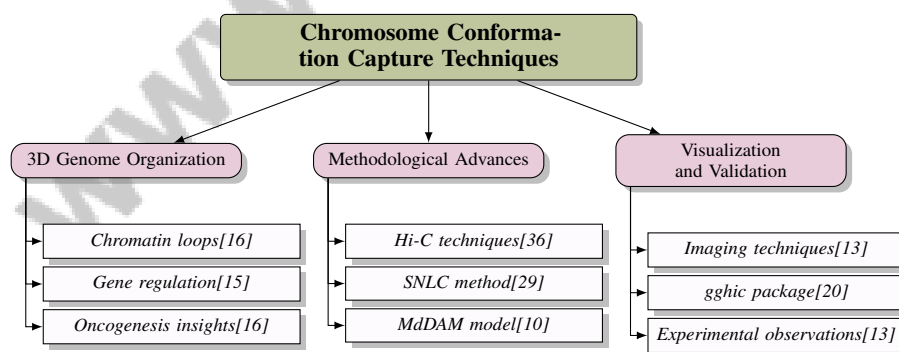 Chromosome Conforma-
tion Capture Techniques
3D Genome Organization
Chromatin loops[16]
Gene regulation[15]
Oncogenesis insights[16]
Methodological Advances
Hi-C techniques[36]
SNLC method[29]
MdDAM model[10]
Visualization
and Validation
Imaging techniques[13]
gghic package[20]
Experimental observations[13]